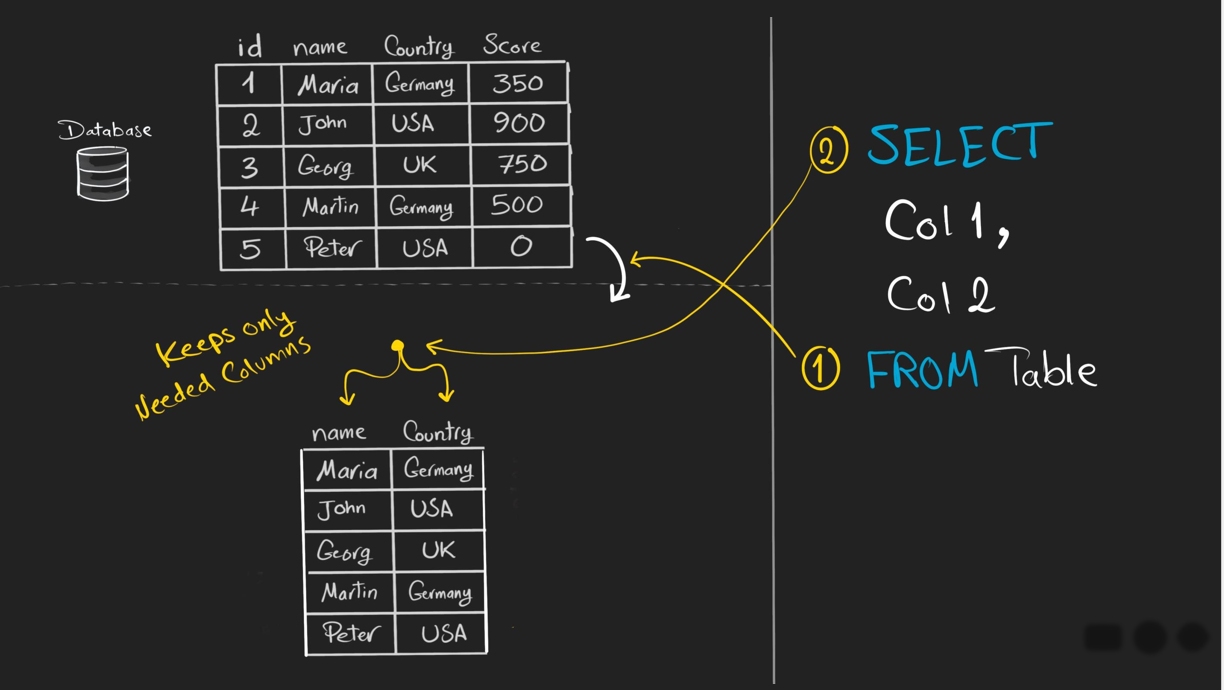 id name Country Score
1 Maria Germany 350
2 John USA 900
3 Georg UK 750
4 Martin Germany 500
5 Peter USA 0
Database
Keeps only
Needed Columns
name Country
Maria Germany
John USA
Georg UK
Martin Germany
Peter USA
2 SELECT
Col 1,
Col 2
1 FROM Table